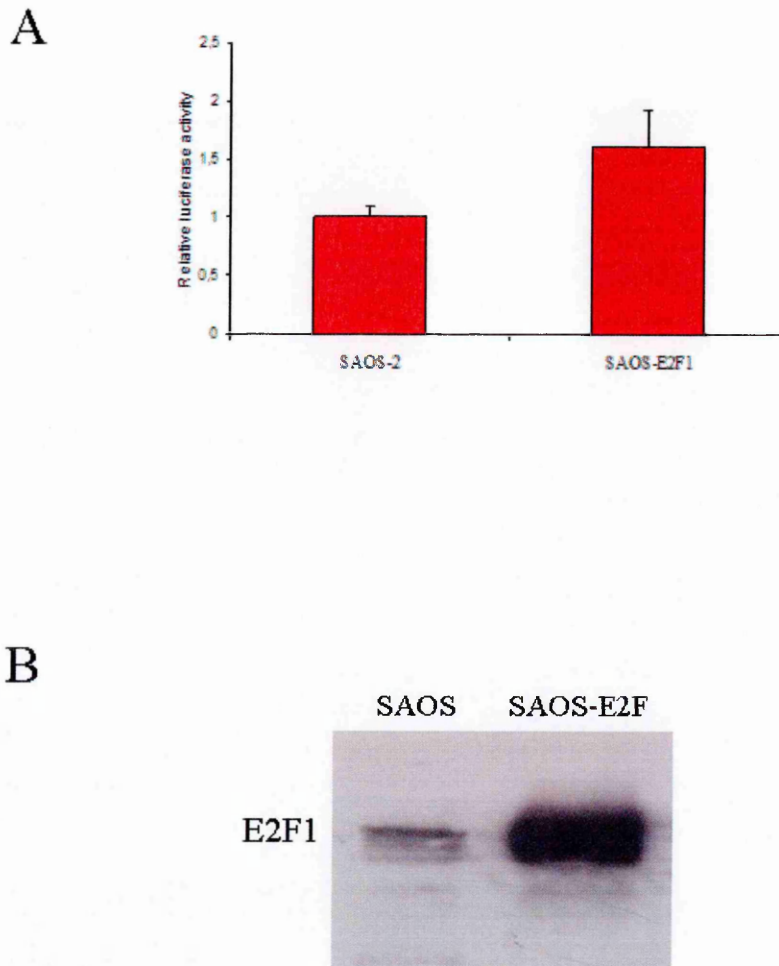 A
2,5
2
1,5
1
0,5
0
Relative luciferase activity
SAOS-2 SAOS-E2F1
B
SAOS SAOS-E2F
E2F1